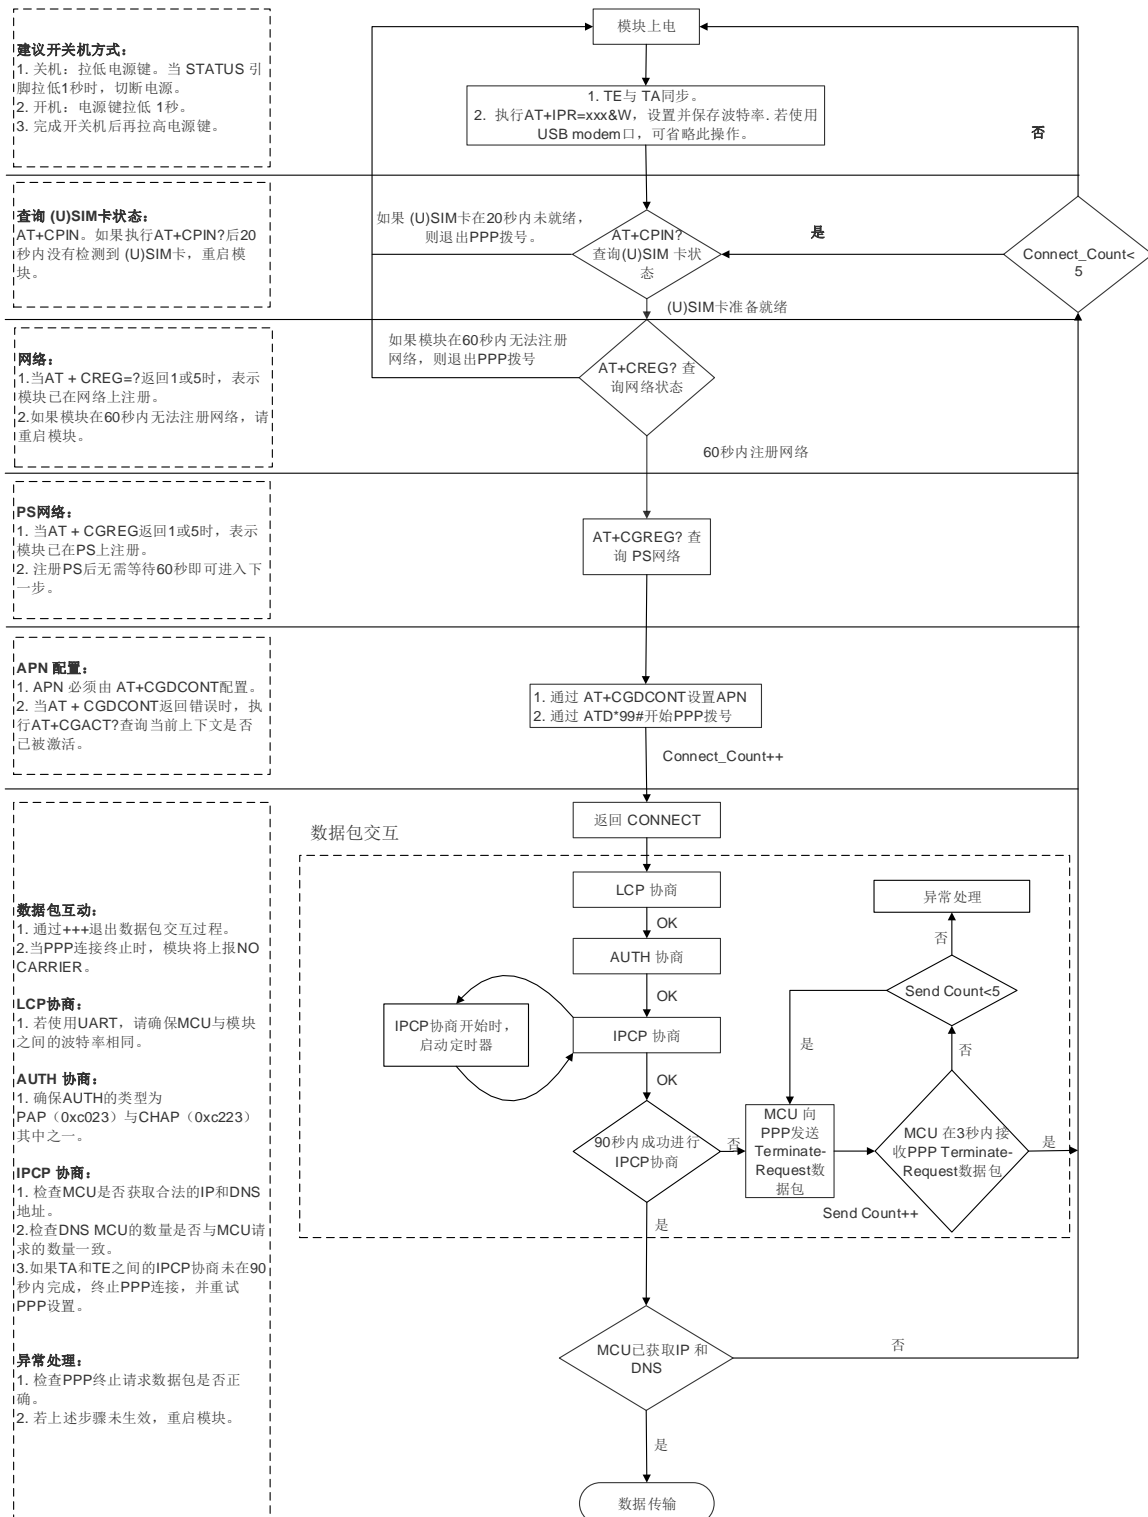 模块上电
建议开关机方式：
1. 关机：拉低电源键。当 STATUS 引
脚拉低1秒时，切断电源。
2. 开机：电源键拉低 1秒。
3. 完成开关机后再拉高电源键。
1. TE与 TA同步。
2. 执行AT+IPR=xxx&W，设置并保存波特率. 若使用
USB modem口，可省略此操作。
否
查询 (U)SIM卡状态：
AT+CPIN。如果执行AT+CPIN?后20
秒内没有检测到 (U)SIM卡，重启模
块。
如果 (U)SIM卡在20秒内未就绪，
则退出PPP拨号。
AT+CPIN?
查询(U)SIM 卡状
态
是
Connect_Count<
5
(U)SIM卡准备就绪
网络：
1.当AT + CREG=?返回1或5时，表示
模块已在网络上注册。
2.如果模块在60秒内无法注册网络，请
重启模块。
如果模块在60秒内无法注册
网络，则退出PPP拨号
AT+CREG? 查
询网络状态
60秒内注册网络
PS网络：
1. 当AT + CGREG返回1或5时，表示
模块已在PS上注册。
2. 注册PS后无需等待60秒即可进入下
一步。
AT+CGREG? 查
询 PS网络
APN 配置：
1. APN 必须由 AT+CGDCONT配置。
2. 当AT + CGDCONT返回错误时，执
行AT+CGACT?查询当前上下文是否
已被激活。
1. 通过 AT+CGDCONT设置APN
2. 通过 ATD*99#开始PPP拨号
Connect_Count++
返回 CONNECT
数据包交互
LCP 协商
OK
AUTH 协商
OK
IPCP协商开始时，
启动定时器
IPCP 协商
OK
90秒内成功进行
IPCP协商
否
是
MCU 向
PPP发送
Terminate-
Request数
据包
Send Count++
MCU 在3秒内接
收PPP Terminate-
Request数据包
是
否
Send Count<5
是
否
异常处理
数据包互动：
1. 通过+++退出数据包交互过程。
2.当PPP连接终止时，模块将上报NO
CARRIER。
LCP协商：
1. 若使用UART，请确保MCU与模块
之间的波特率相同。
AUTH 协商：
1. 确保AUTH的类型为
PAP（0xc023）与CHAP（0xc223）
其中之一。
IPCP 协商：
1. 检查MCU是否获取合法的IP和DNS
地址。
2.检查DNS MCU的数量是否与MCU请
求的数量一致。
3.如果TA和TE之间的IPCP协商未在90
秒内完成，终止PPP连接，并重试
PPP设置。
异常处理：
1. 检查PPP终止请求数据包是否正
确。
2. 若上述步骤未生效，重启模块。
MCU已获取IP 和
DNS
否
是
数据传输